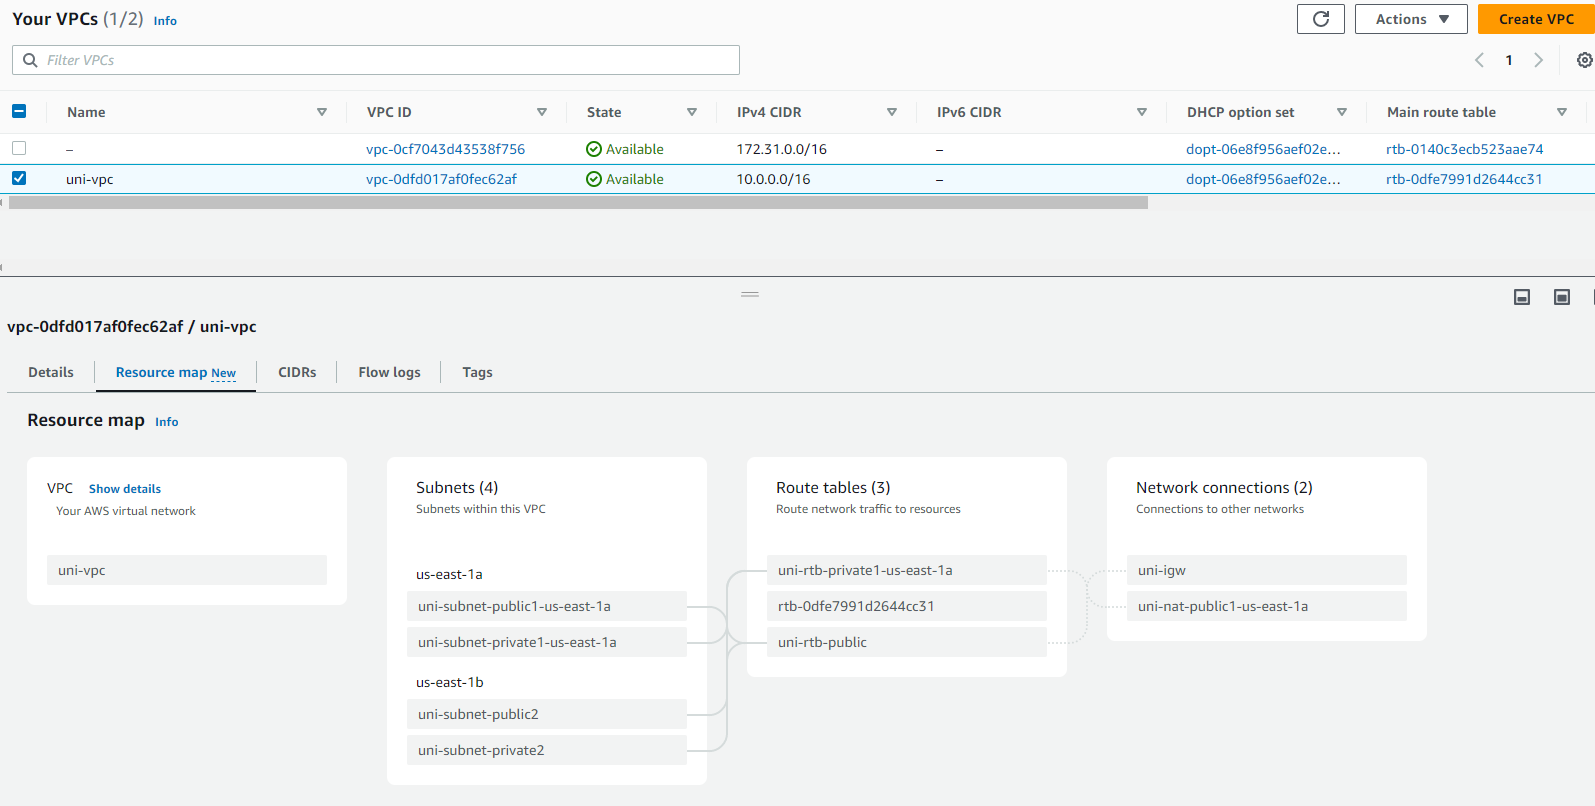 Your VPCs (1/2) Info
Actions
Create VPC
Filter VPCs
1
Name VPC ID State IPv4 CIDR IPv6 CIDR DHCP option set Main route table
– vpc-0cf7043d43538f756 Available 172.31.0.0/16 – dopt-06e8f956aef02e... rtb-0140c3ecb523aae74
uni-vpc vpc-0dfd017af0fec62af Available 10.0.0.0/16 – dopt-06e8f956aef02e... rtb-0dfe7991d2644cc31
vpc-0dfd017af0fec62af / uni-vpc
Details Resource map New CIDRs Flow logs Tags
Resource map Info
VPC Show details
Your AWS virtual network
uni-vpc
Subnets (4)
Subnets within this VPC
us-east-1a
uni-subnet-public1-us-east-1a
uni-subnet-private1-us-east-1a
us-east-1b
uni-subnet-public2
uni-subnet-private2
Route tables (3)
Route network traffic to resources
uni-rtb-private1-us-east-1a
rtb-0dfe7991d2644cc31
uni-rtb-public
Network connections (2)
Connections to other networks
uni-igw
uni-nat-public1-us-east-1a